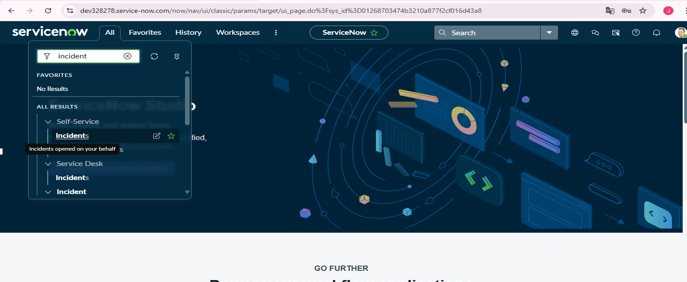 dev328278.service-now.com/now/nav/ui/classic/params/target/ui_page.do%3Fsys_id%3D01268703474b3210a877f2cf016d43a8
J
servicenow All Favorites History Workspaces ServiceNow Search
incident
FAVORITES
No Results
ALL RESULTS
Self-Service
Incidents
Incidents opened on your behalf
Service Desk
Incidents
Incident
GO FURTHER